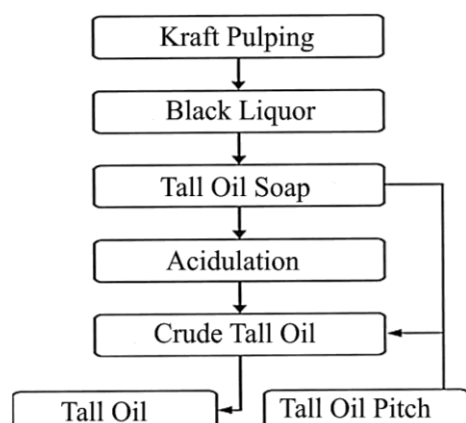 Kraft Pulping
Black Liquor
Tall Oil Soap
Acidulation
Crude Tall Oil
Tall Oil
Tall Oil Pitch